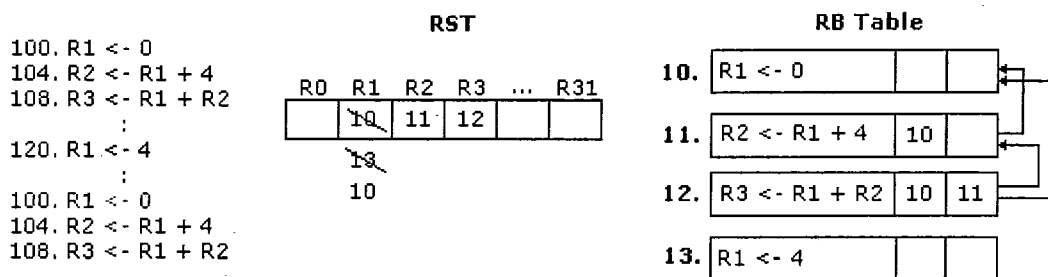 100. R1 <- 0
104. R2 <- R1 + 4
108. R3 <- R1 + R2
:
120. R1 <- 4
:
100. R1 <- 0
104. R2 <- R1 + 4
108. R3 <- R1 + R2
RST
R0 R1 R2 R3 ... R31
10 11 12
13
10
RB Table
10. R1 <- 0
11. R2 <- R1 + 4 10
12. R3 <- R1 + R2 10 11
13. R1 <- 4